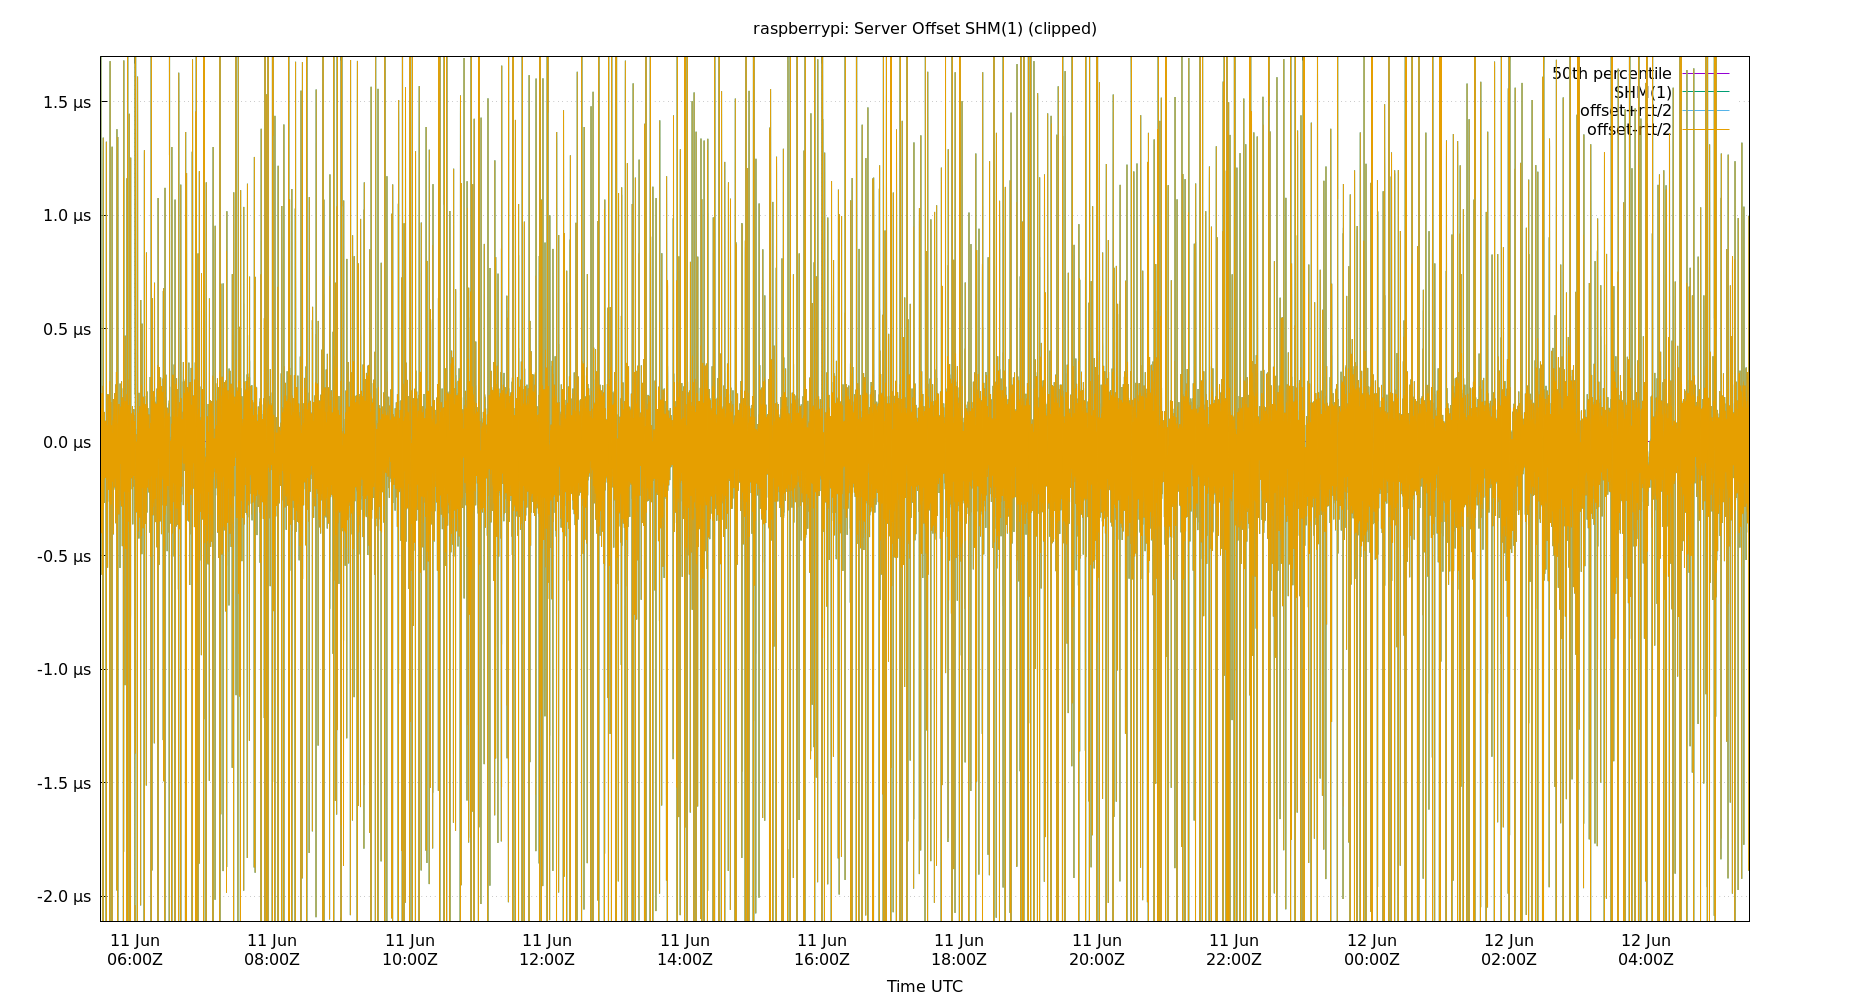 raspberrypi: Server Offset SHM(1) (clipped)
50th percentile
SHM(1)
offset+rtt/2
offset-rtt/2
1.5 µs
1.0 µs
0.5 µs
0.0 µs
-0.5 µs
-1.0 µs
-1.5 µs
-2.0 µs
11 Jun 11 Jun 11 Jun 11 Jun 11 Jun 11 Jun 11 Jun 11 Jun 11 Jun 12 Jun 12 Jun 12 Jun
06:00Z 08:00Z 10:00Z 12:00Z 14:00Z 16:00Z 18:00Z 20:00Z 22:00Z 00:00Z 02:00Z 04:00Z
Time UTC